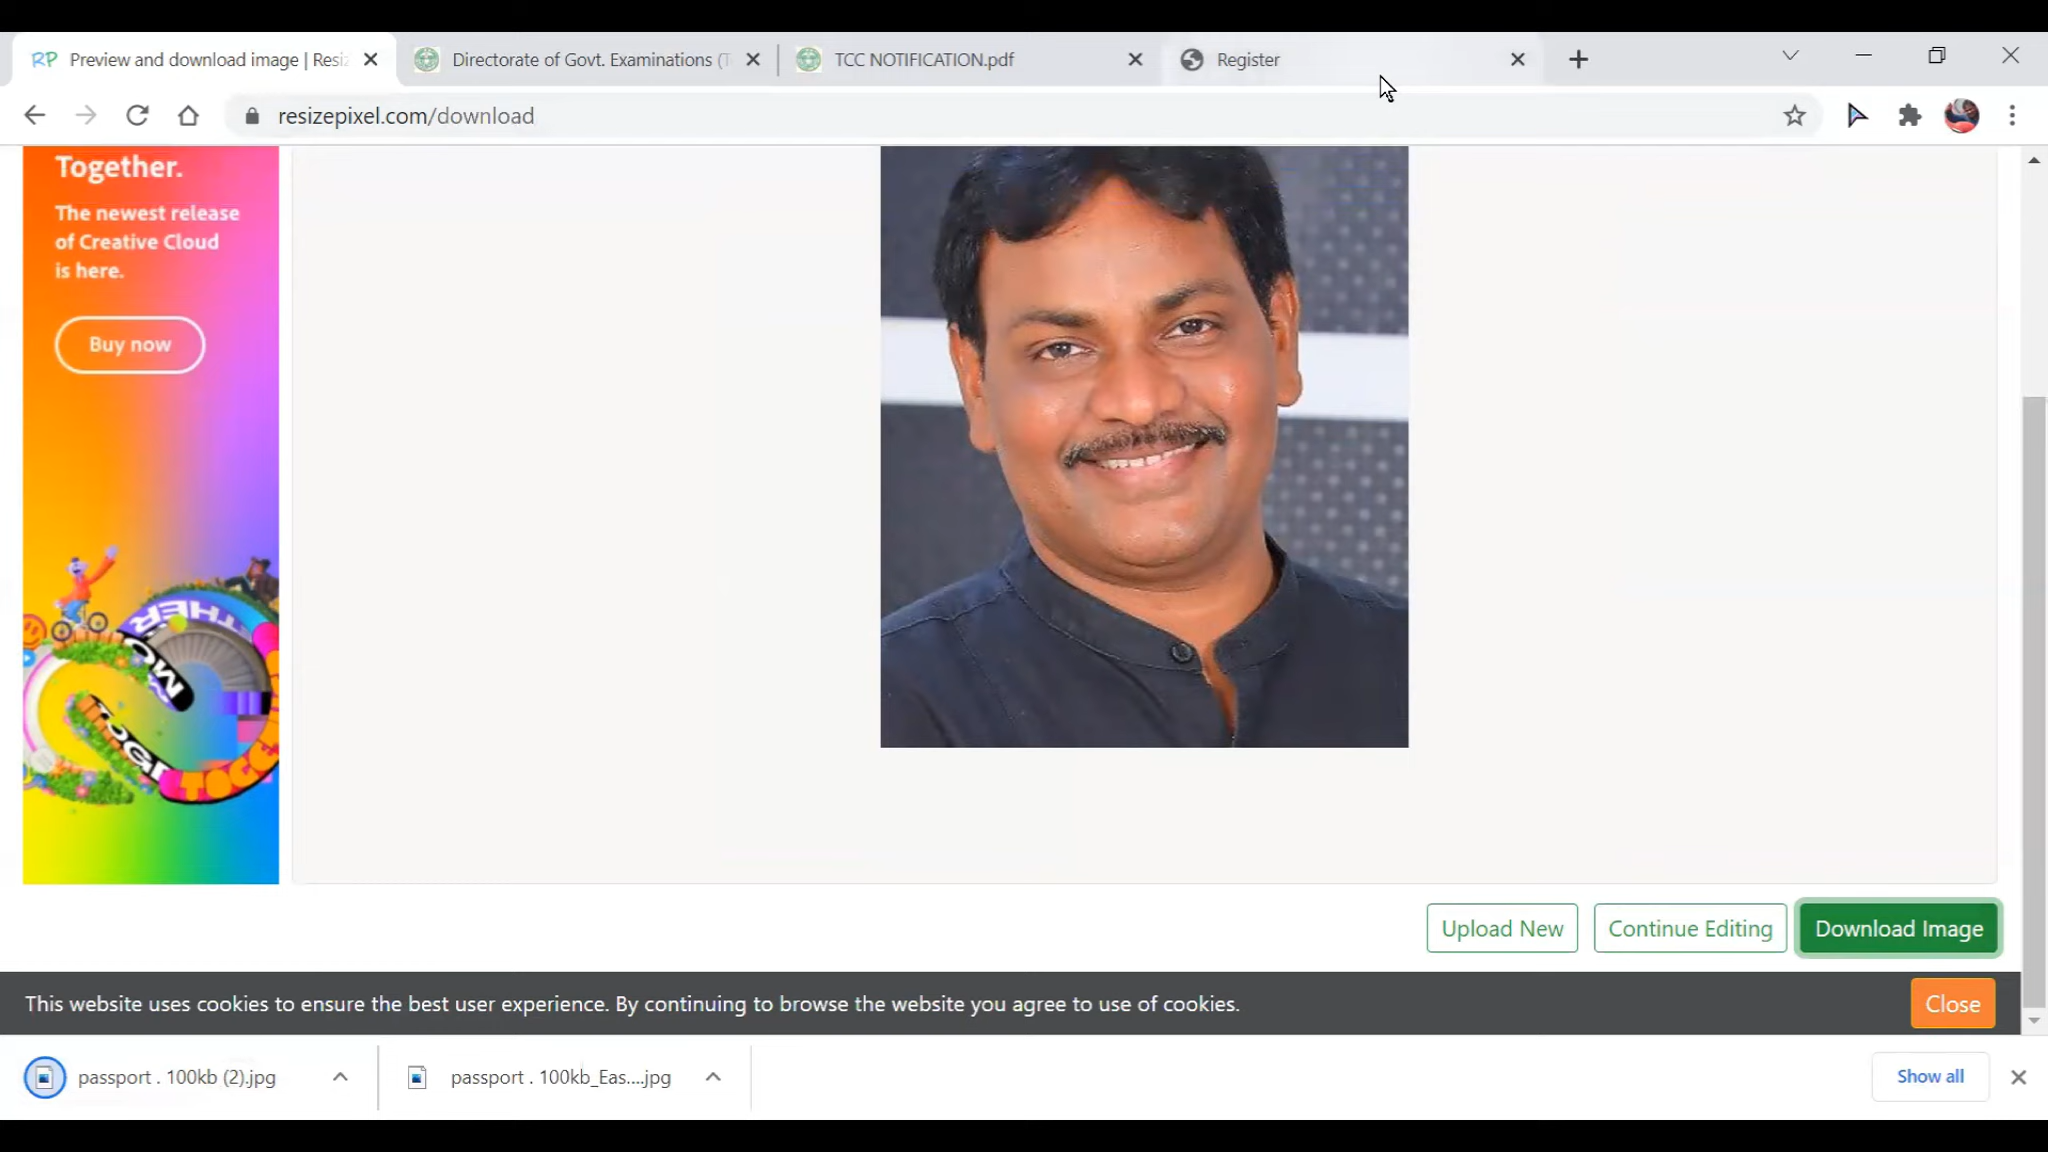 RP Preview and download image | Resiz
Directorate of Govt. Examinations (T
TCC NOTIFICATION.pdf
Register
resizepixel.com/download
Together.
The newest release
of Creative Cloud
is here.
Buy now
Upload New
Continue Editing
Download Image
This website uses cookies to ensure the best user experience. By continuing to browse the website you agree to use of cookies.
Close
passport . 100kb (2).jpg
passport . 100kb_Eas....jpg
Show all